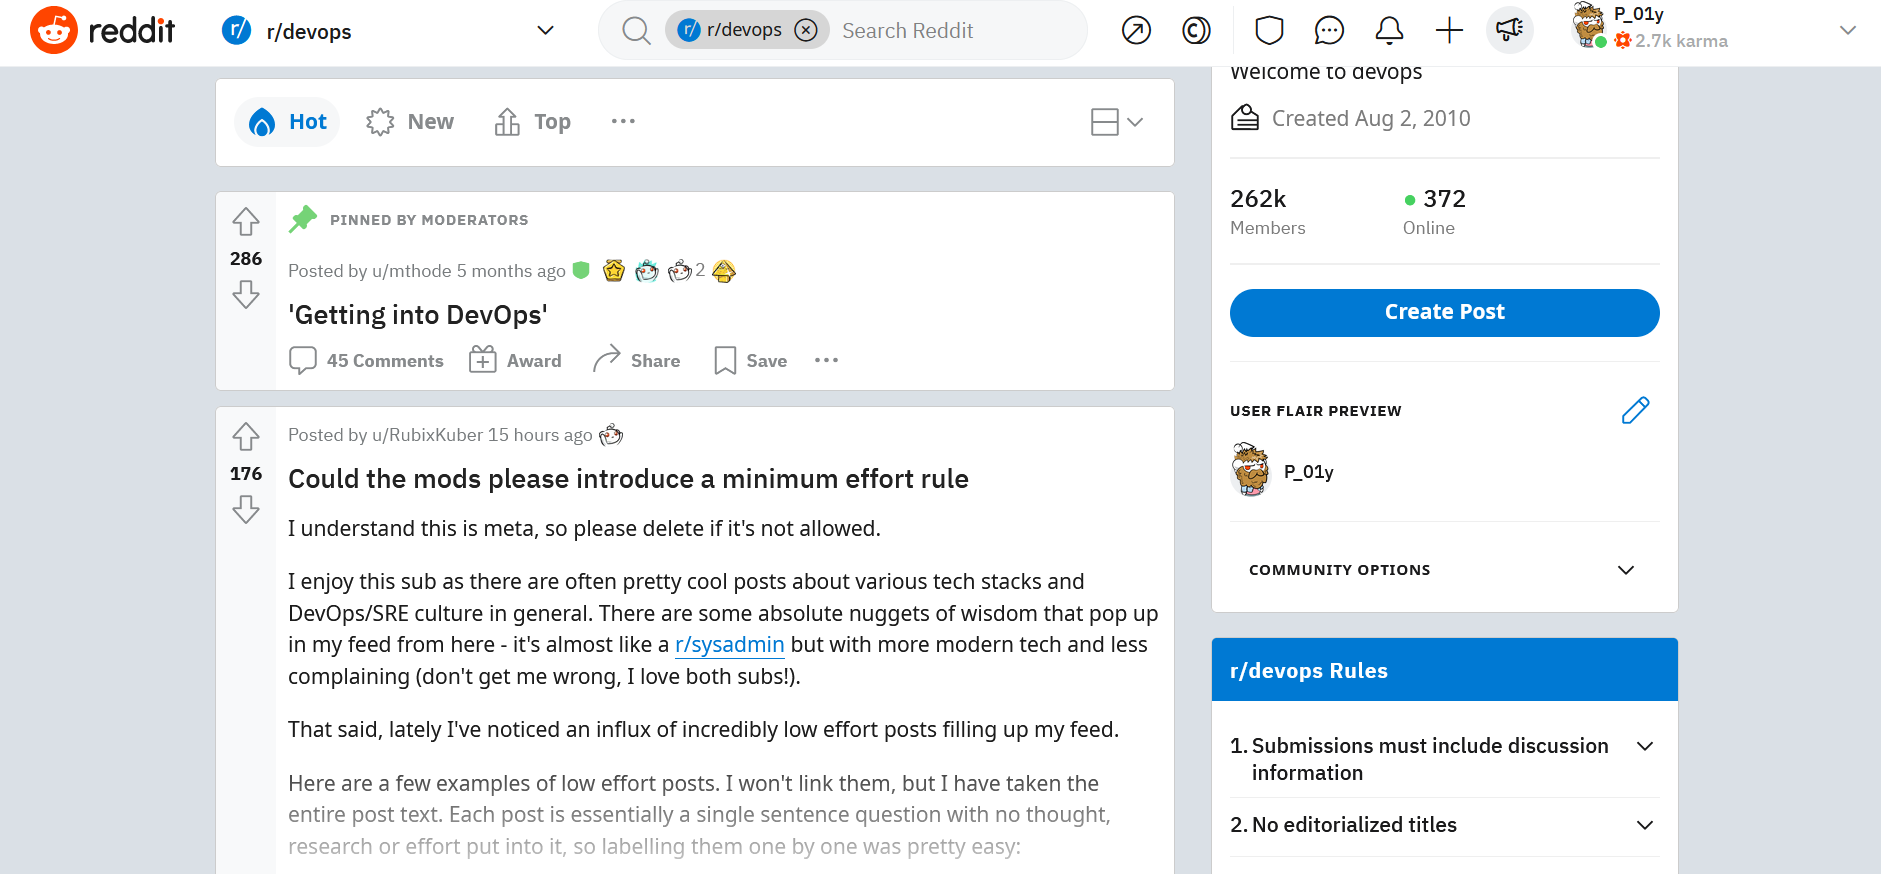 reddit
r/ r/devops
r/ r/devops
Search Reddit
P_01y
2.7k karma
Hot
New
Top
PINNED BY MODERATORS
286
Posted by u/mthode 5 months ago 2
'Getting into DevOps'
45 Comments
Award
Share
Save
Posted by u/RubixKuber 15 hours ago
176
Could the mods please introduce a minimum effort rule
I understand this is meta, so please delete if it's not allowed.
I enjoy this sub as there are often pretty cool posts about various tech stacks and
DevOps/SRE culture in general. There are some absolute nuggets of wisdom that pop up
in my feed from here - it's almost like a r/sysadmin but with more modern tech and less
complaining (don't get me wrong, I love both subs!).
That said, lately I've noticed an influx of incredibly low effort posts filling up my feed.
Here are a few examples of low effort posts. I won't link them, but I have taken the
entire post text. Each post is essentially a single sentence question with no thought,
research or effort put into it, so labelling them one by one was pretty easy:
Welcome to devops
Created Aug 2, 2010
262k
Members
372
Online
Create Post
USER FLAIR PREVIEW
P_01y
COMMUNITY OPTIONS
r/devops Rules
1. Submissions must include discussion
information
2. No editorialized titles